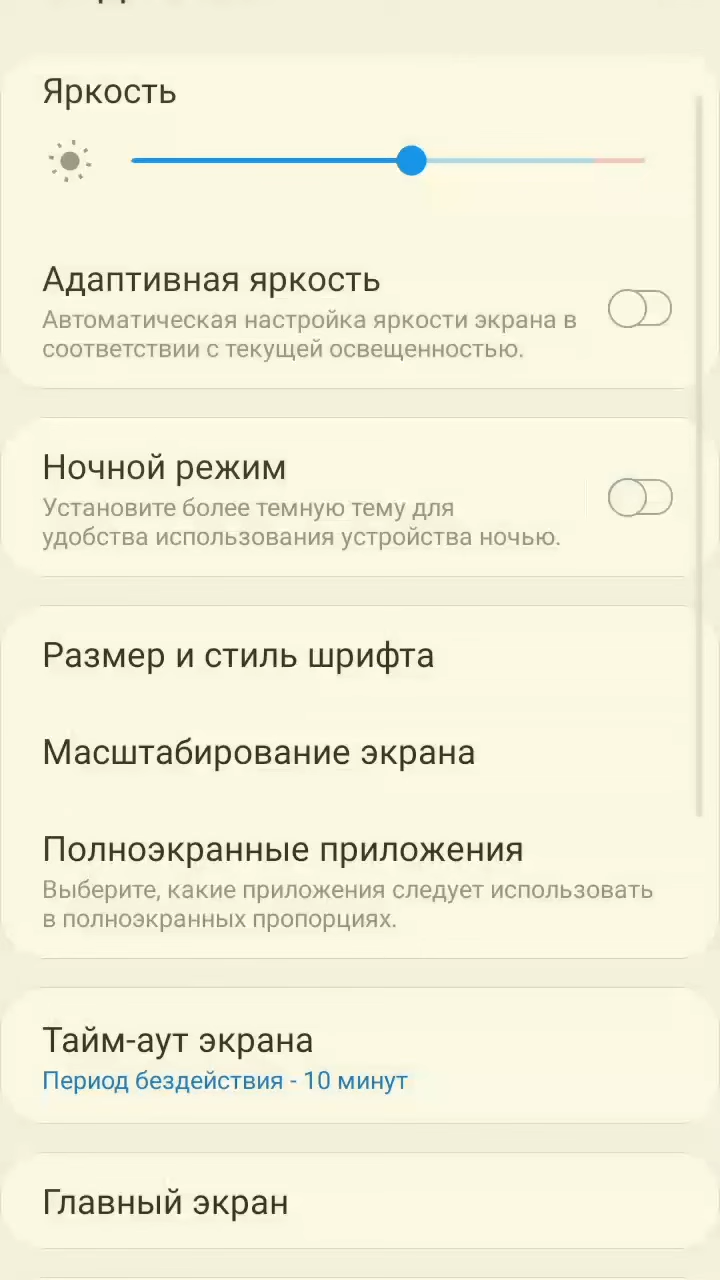 Яркость
Адаптивная яркость
Автоматическая настройка яркости экрана в
соответствии с текущей освещенностью.
Ночной режим
Установите более темную тему для
удобства использования устройства ночью.
Размер и стиль шрифта
Масштабирование экрана
Полноэкранные приложения
Выберите, какие приложения следует использовать
в полноэкранных пропорциях.
Тайм-аут экрана
Период бездействия - 10 минут
Главный экран